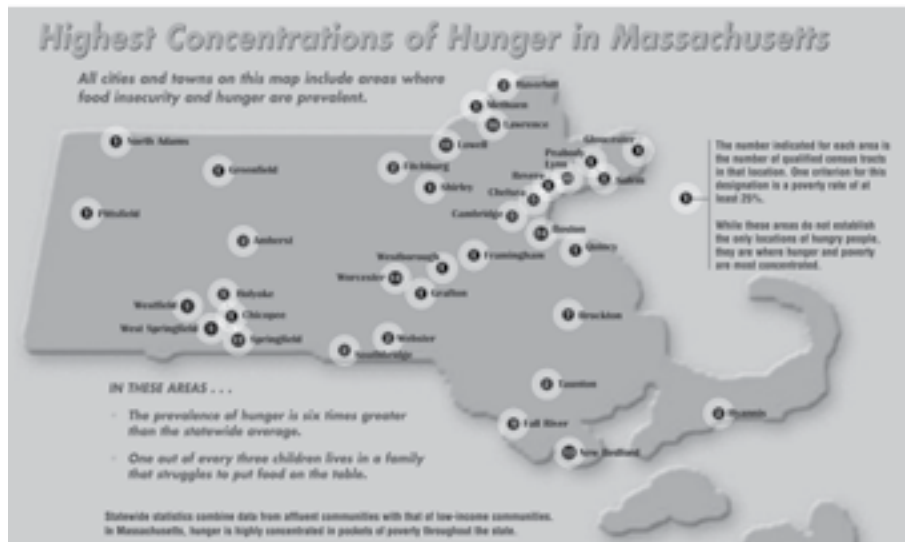 Highest Concentrations of Hunger in Massachusetts
All cities and towns on this map include areas where
food insecurity and hunger are prevalent.
Haverhill
Methuen
Lawrence
North Adams
Lowell
Gloucester
Peabody
Lynn
Salem
Greenfield
Fitchburg
Shirley
Revere
Chelsea
Cambridge
Pittsfield
Boston
Quincy
Amherst
Westborough
Framingham
Worcester
Grafton
Holyoke
Westfield
Chicopee
West Springfield
Springfield
Webster
Southbridge
Brockton
Taunton
Fall River
Hyannis
New Bedford
The number indicated for each area is
the number of qualified census tracts
in that location. One criterion for this
designation is a poverty rate of at
least 25%.
While these areas do not establish
the only locations of hungry people,
they are where hunger and poverty
are most concentrated.
IN THESE AREAS . . .
· The prevalence of hunger is six times greater
than the statewide average.
· One out of every three children lives in a family
that struggles to put food on the table.
Statewide statistics combine data from affluent communities with that of low-income communities.
In Massachusetts, hunger is highly concentrated in pockets of poverty throughout the state.